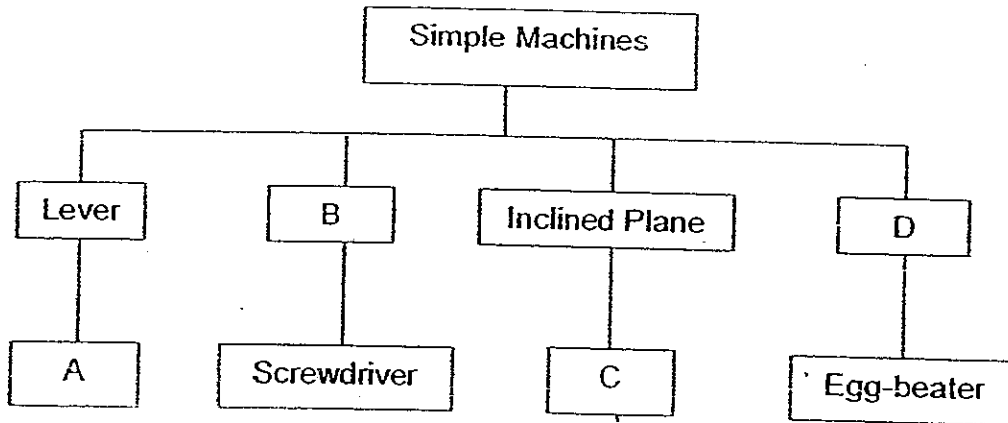 Simple Machines
Lever
B
Inclined Plane
D
A
Screwdriver
C
Egg-beater